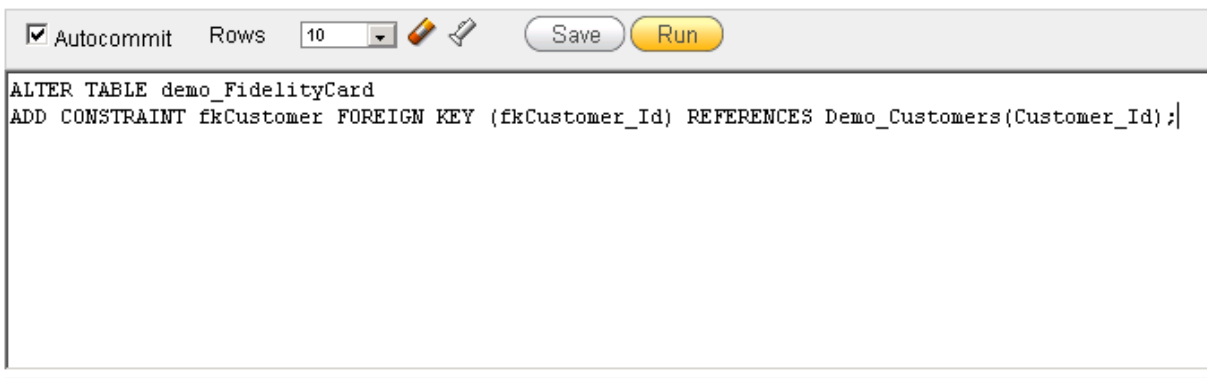 Autocommit Rows 10 Save Run
ALTER TABLE demo_FidelityCard
ADD CONSTRAINT fkCustomer FOREIGN KEY (fkCustomer_Id) REFERENCES Demo_Customers(Customer_Id);